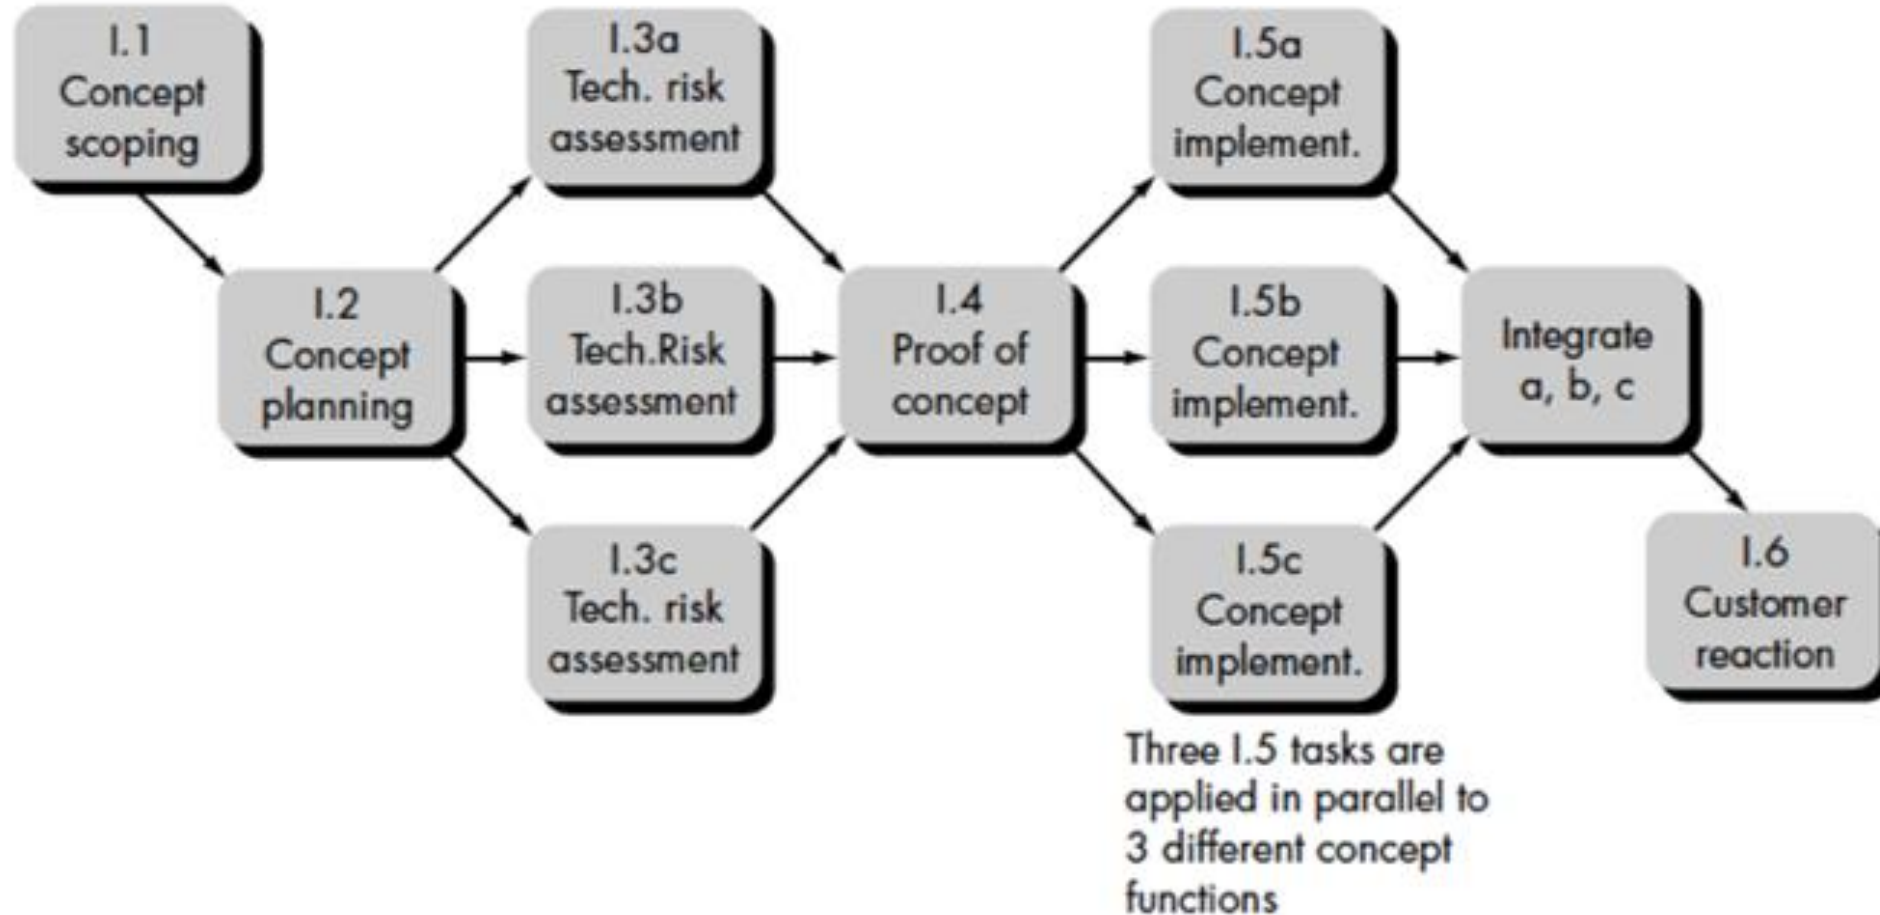 I.1
Concept
scoping
I.2
Concept
planning
I.3a
Tech. risk
assessment
I.3b
Tech.Risk
assessment
I.3c
Tech. risk
assessment
I.4
Proof of
concept
I.5a
Concept
implement.
I.5b
Concept
implement.
I.5c
Concept
implement.
Three I.5 tasks are
applied in parallel to
3 different concept
functions
Integrate
a, b, c
I.6
Customer
reaction